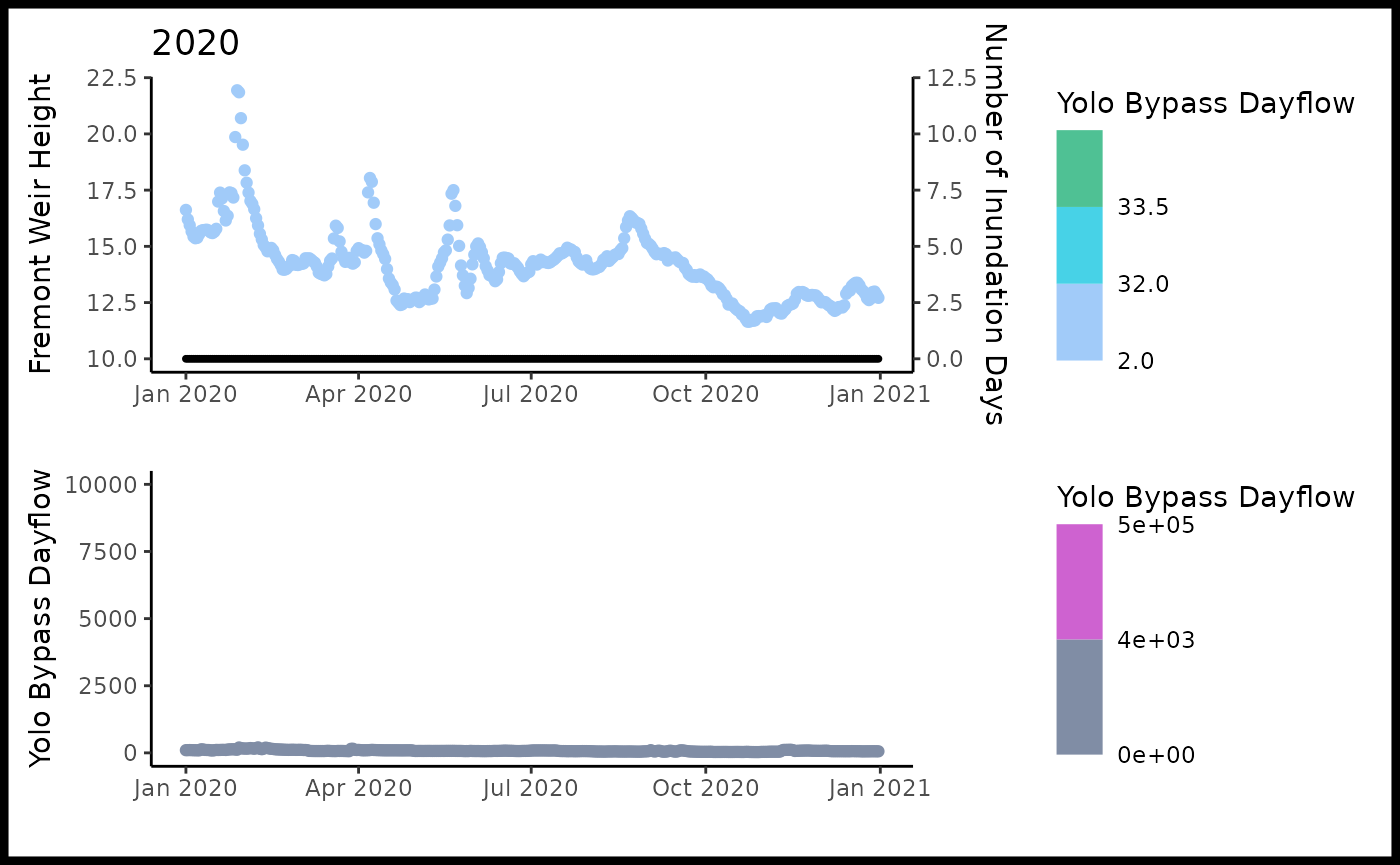 2020
Fremont Weir Height
22.5
20.0
17.5
15.0
12.5
10.0
12.5
10.0
7.5
5.0
2.5
0.0
Number of Inundation Days
Jan 2020
Apr 2020
Jul 2020
Oct 2020
Jan 2021
Yolo Bypass Dayflow
33.5
32.0
2.0
Yolo Bypass Dayflow
10000
7500
5000
2500
0
Jan 2020
Apr 2020
Jul 2020
Oct 2020
Jan 2021
Yolo Bypass Dayflow
5e+05
4e+03
0e+00